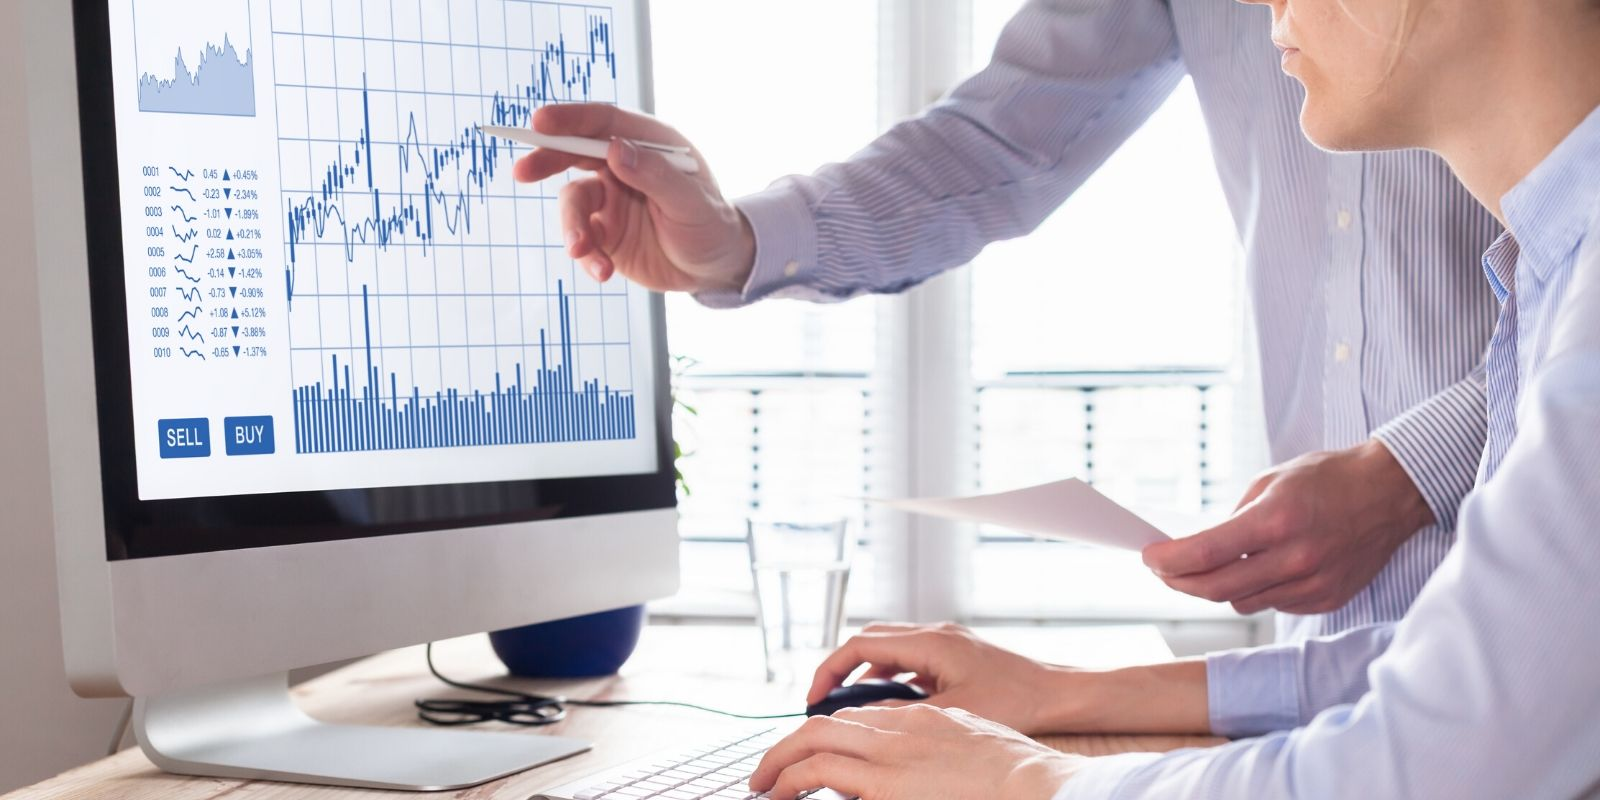 0001 0.45 ▲ +0.45%
0002 -0.23 ▼ -2.34%
0003 -1.01 ▼ -1.89%
0004 0.02 ▲ +0.21%
0005 +2.58 ▲ +3.05%
0006 -0.14 ▼ -1.42%
0007 -0.73 ▼ -0.90%
0008 +1.08 ▲ +5.12%
0009 -0.87 ▼ -3.88%
0010 -0.65 ▼ -1.37%
SELL BUY